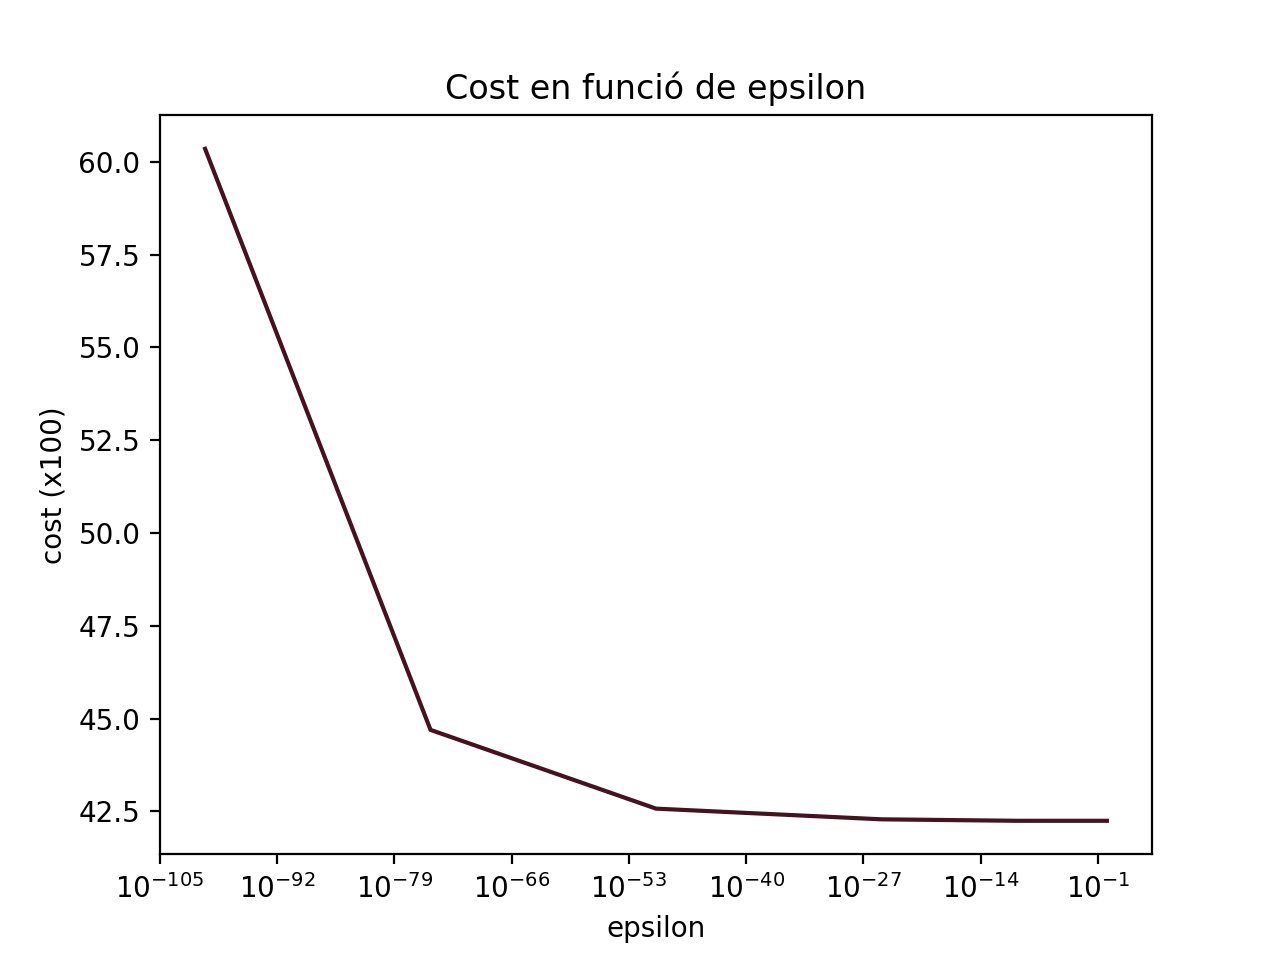 Cost en funció de epsilon
cost (x100)
60.0
57.5
55.0
52.5
50.0
47.5
45.0
42.5
10⁻¹⁰⁵ 10⁻⁹² 10⁻⁷⁹ 10⁻⁶⁶ 10⁻⁵³ 10⁻⁴⁰ 10⁻²⁷ 10⁻¹⁴ 10⁻¹
epsilon